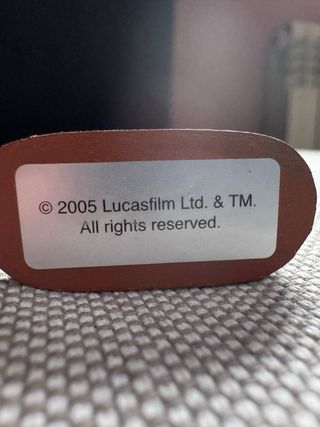 © 2005 Lucasfilm Ltd. & TM.
All rights reserved.